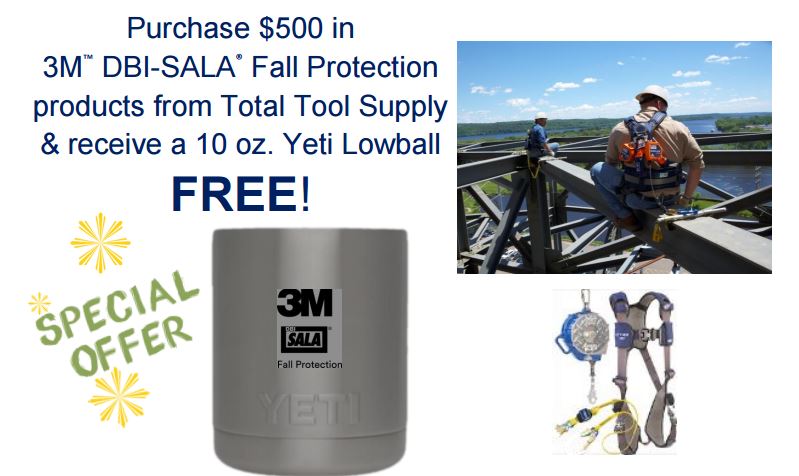 Purchase $500 in
3M™ DBI-SALA® Fall Protection
products from Total Tool Supply
& receive a 10 oz. Yeti Lowball
FREE!
SPECIAL
OFFER
3M
DBI
SALA®
Fall Protection
YETI